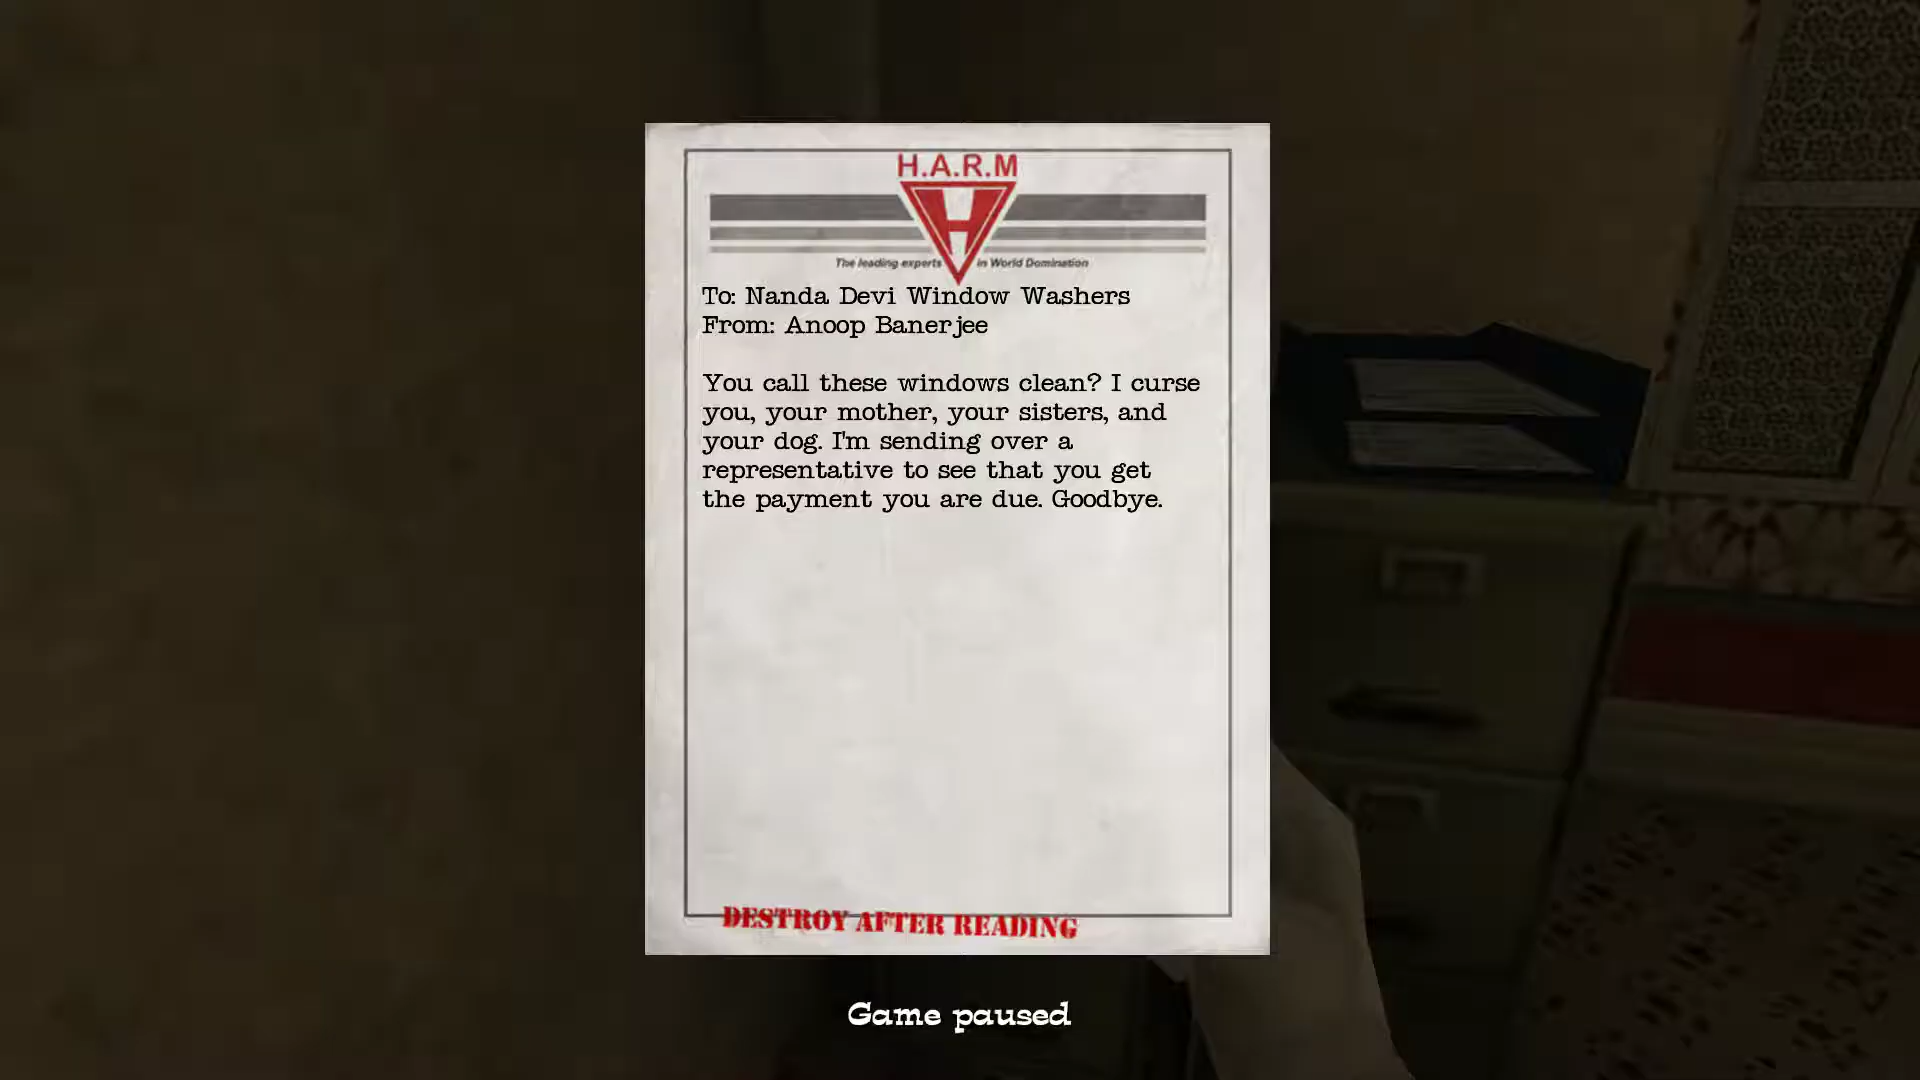 H.A.R.M
H
The leading experts in World Domination
To: Nanda Devi Window Washers
From: Anoop Banerjee
You call these windows clean? I curse
you, your mother, your sisters, and
your dog. I'm sending over a
representative to see that you get
the payment you are due. Goodbye.
DESTROY AFTER READING
Game paused